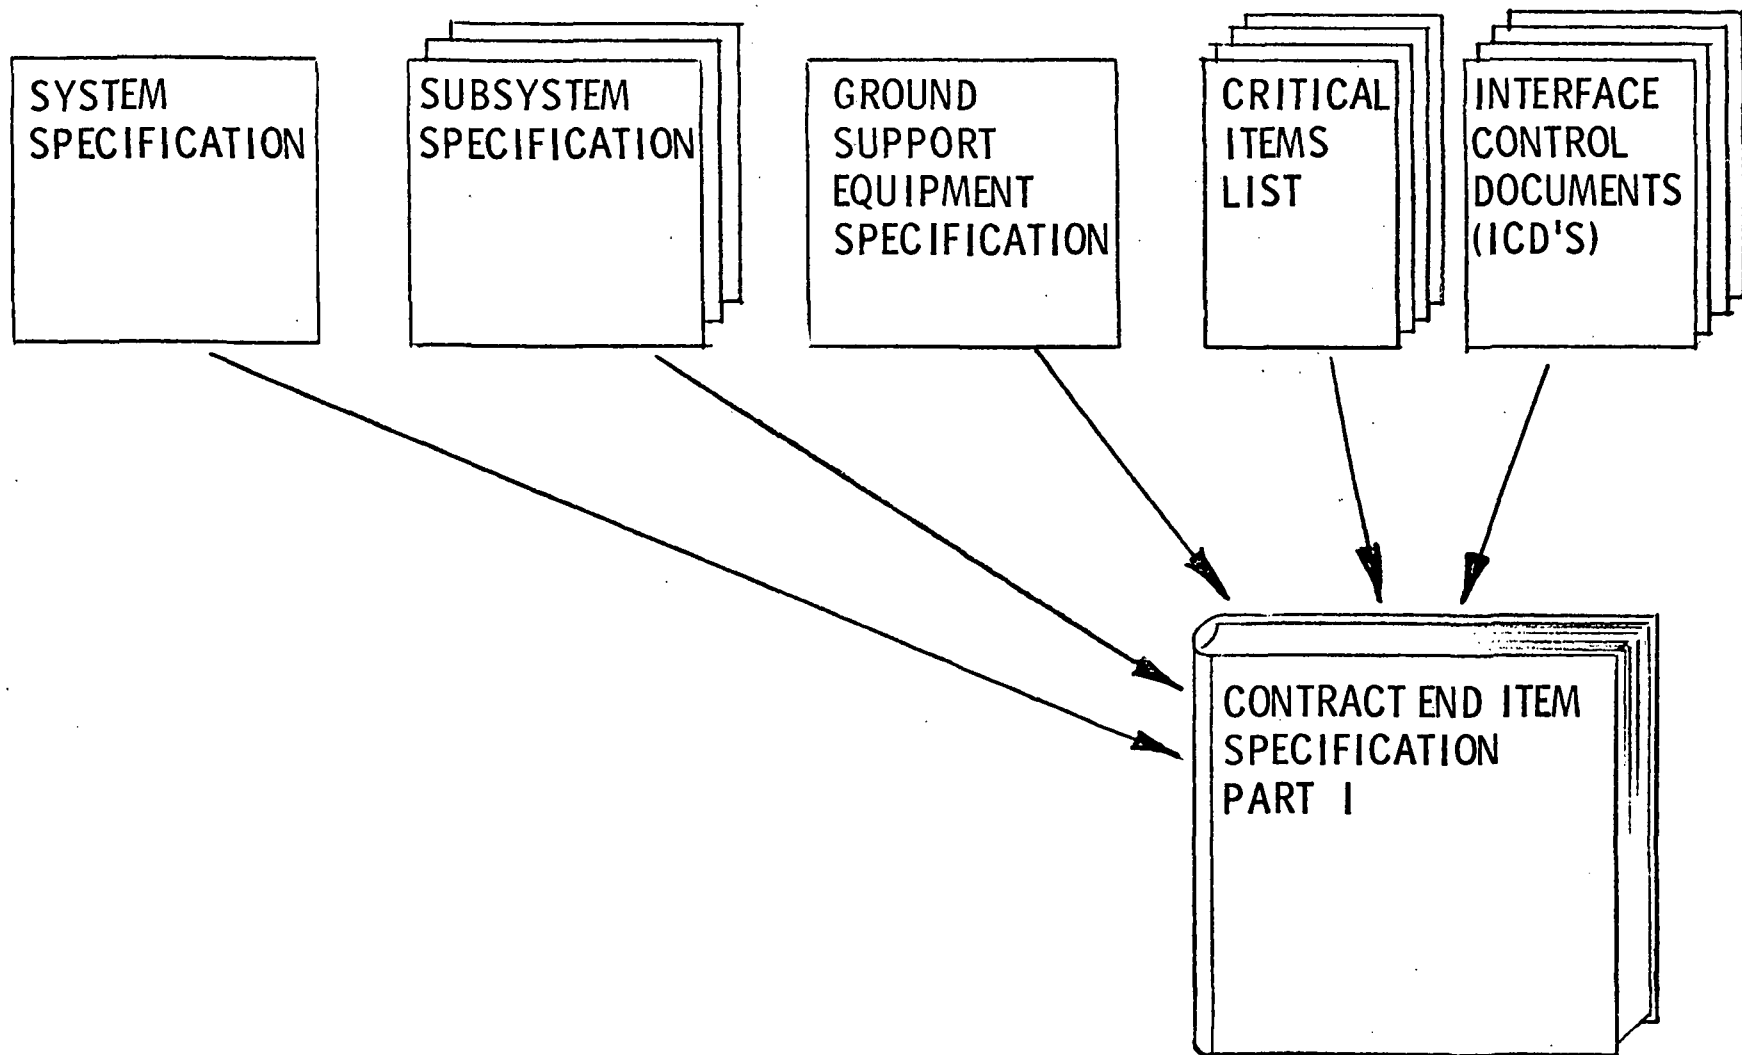 SYSTEM
SPECIFICATION
SUBSYSTEM
SPECIFICATION
GROUND
SUPPORT
EQUIPMENT
SPECIFICATION
CRITICAL
ITEMS
LIST
INTERFACE
CONTROL
DOCUMENTS
(ICD'S)
CONTRACT END ITEM
SPECIFICATION
PART I